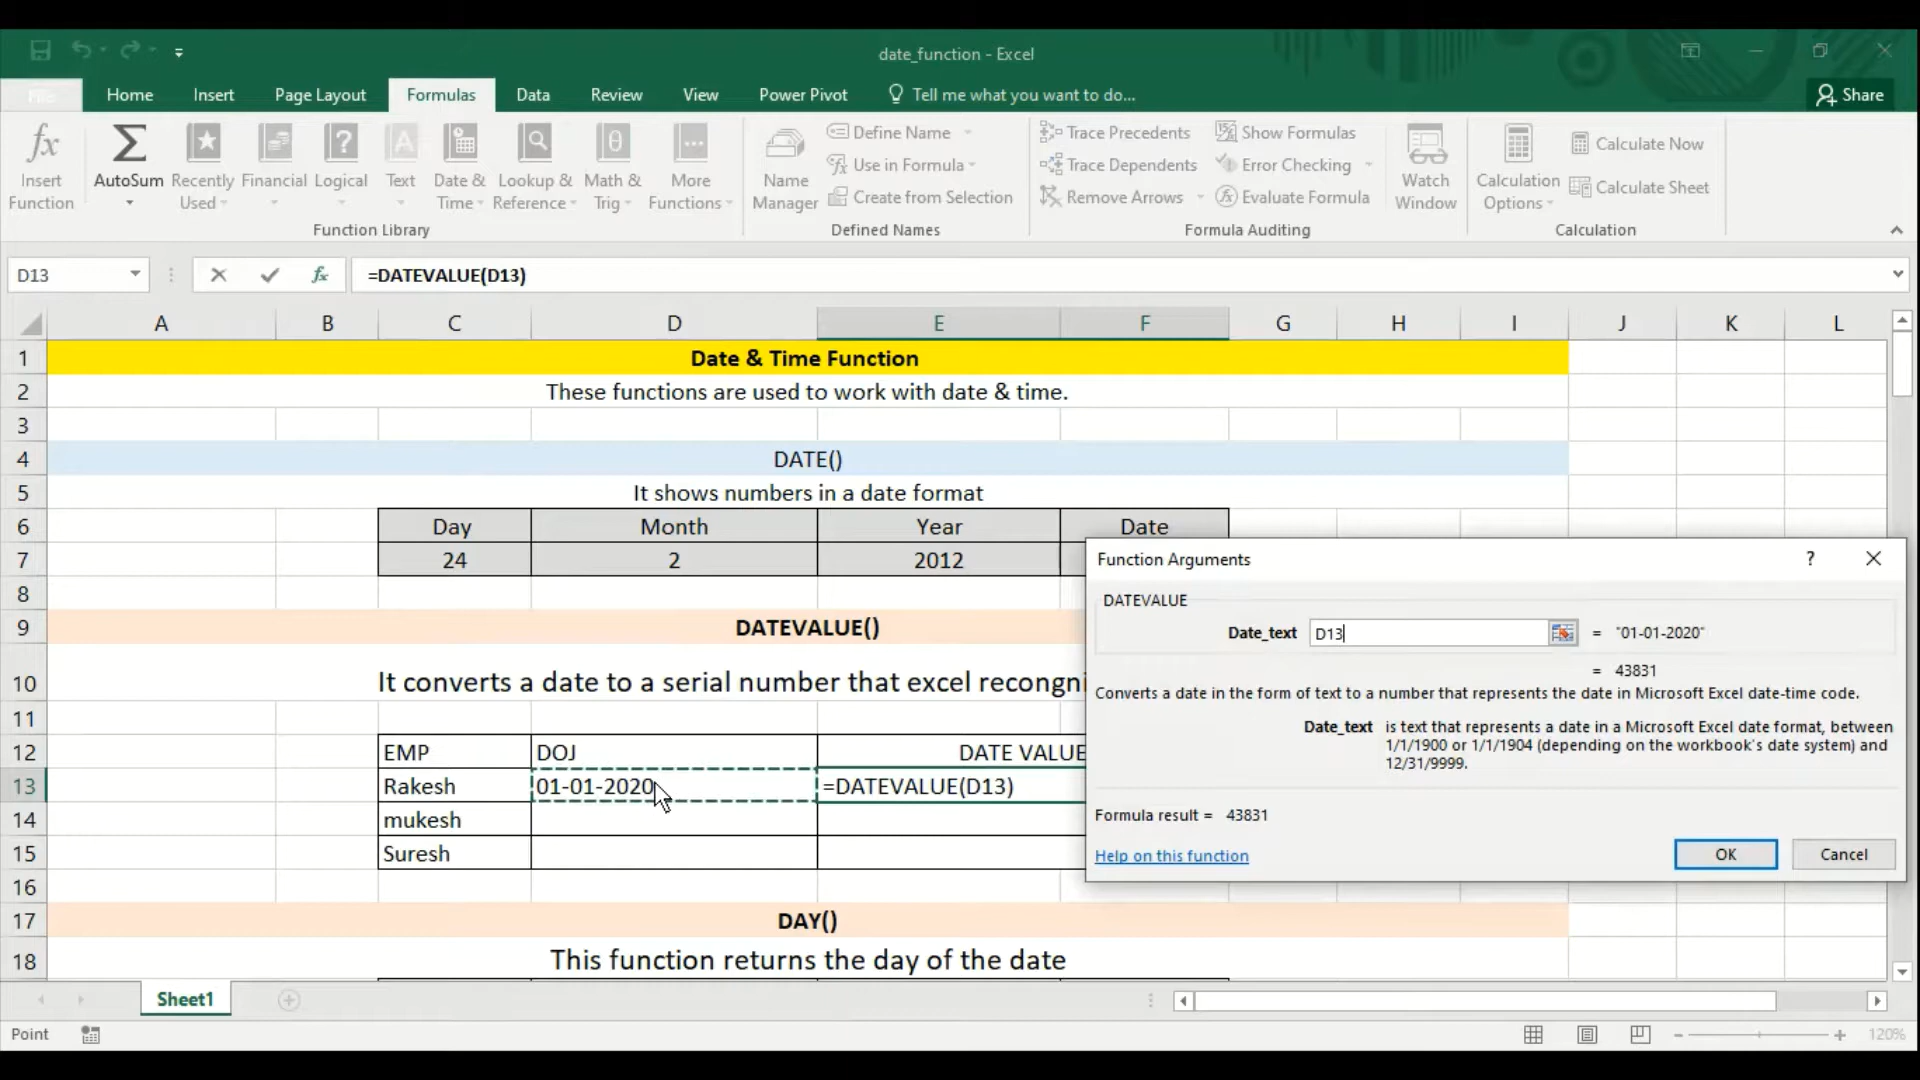 date_function - Excel
Home Insert Page Layout Formulas Data Review View Power Pivot Tell me what you want to do... Share
fx Insert Function
Σ AutoSum
Recently Used
Financial
Logical
Text
Date & Time
Lookup & Reference
Math & Trig
More Functions
Function Library
Name Manager
Define Name
Use in Formula
Create from Selection
Defined Names
Trace Precedents
Trace Dependents
Remove Arrows
Show Formulas
Error Checking
Evaluate Formula
Formula Auditing
Watch Window
Calculation Options
Calculate Now
Calculate Sheet
Calculation
D13 fx =DATEVALUE(D13)
A B C D E F G H I J K L
1 Date & Time Function
2 These functions are used to work with date & time.
3
4 DATE()
5 It shows numbers in a date format
6 Day Month Year Date
7 24 2 2012
8
9 DATEVALUE()
10 It converts a date to a serial number that excel recongni
11
12 EMP DOJ DATE VALUE
13 Rakesh 01-01-2020 =DATEVALUE(D13)
14 mukesh
15 Suresh
16
17 DAY()
18 This function returns the day of the date
Function Arguments ?
DATEVALUE
Date_text D13 = "01-01-2020"
= 43831
Converts a date in the form of text to a number that represents the date in Microsoft Excel date-time code.
Date_text is text that represents a date in a Microsoft Excel date format, between
1/1/1900 or 1/1/1904 (depending on the workbook's date system) and
12/31/9999.
Formula result = 43831
Help on this function OK Cancel
Sheet1
Point 120%